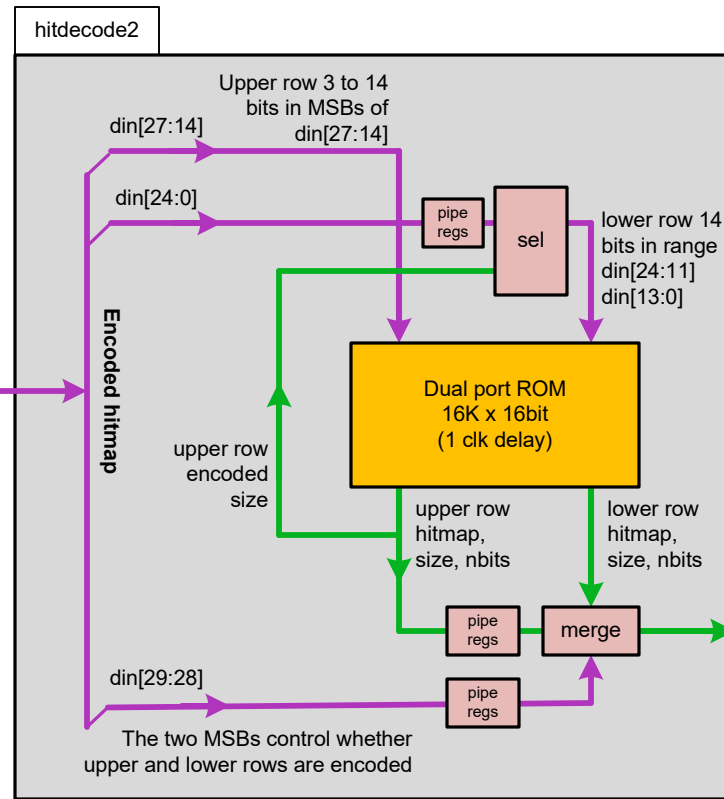 hitdecode2
Upper row 3 to 14
bits in MSBs of
din[27:14]
din[27:14]
din[24:0]
pipe
regs
sel
lower row 14
bits in range
din[24:11]
din[13:0]
Encoded hitmap
Dual port ROM
16K x 16bit
(1 clk delay)
upper row
encoded
size
upper row
hitmap,
size, nbits
lower row
hitmap,
size, nbits
pipe
regs
merge
din[29:28]
pipe
regs
The two MSBs control whether
upper and lower rows are encoded